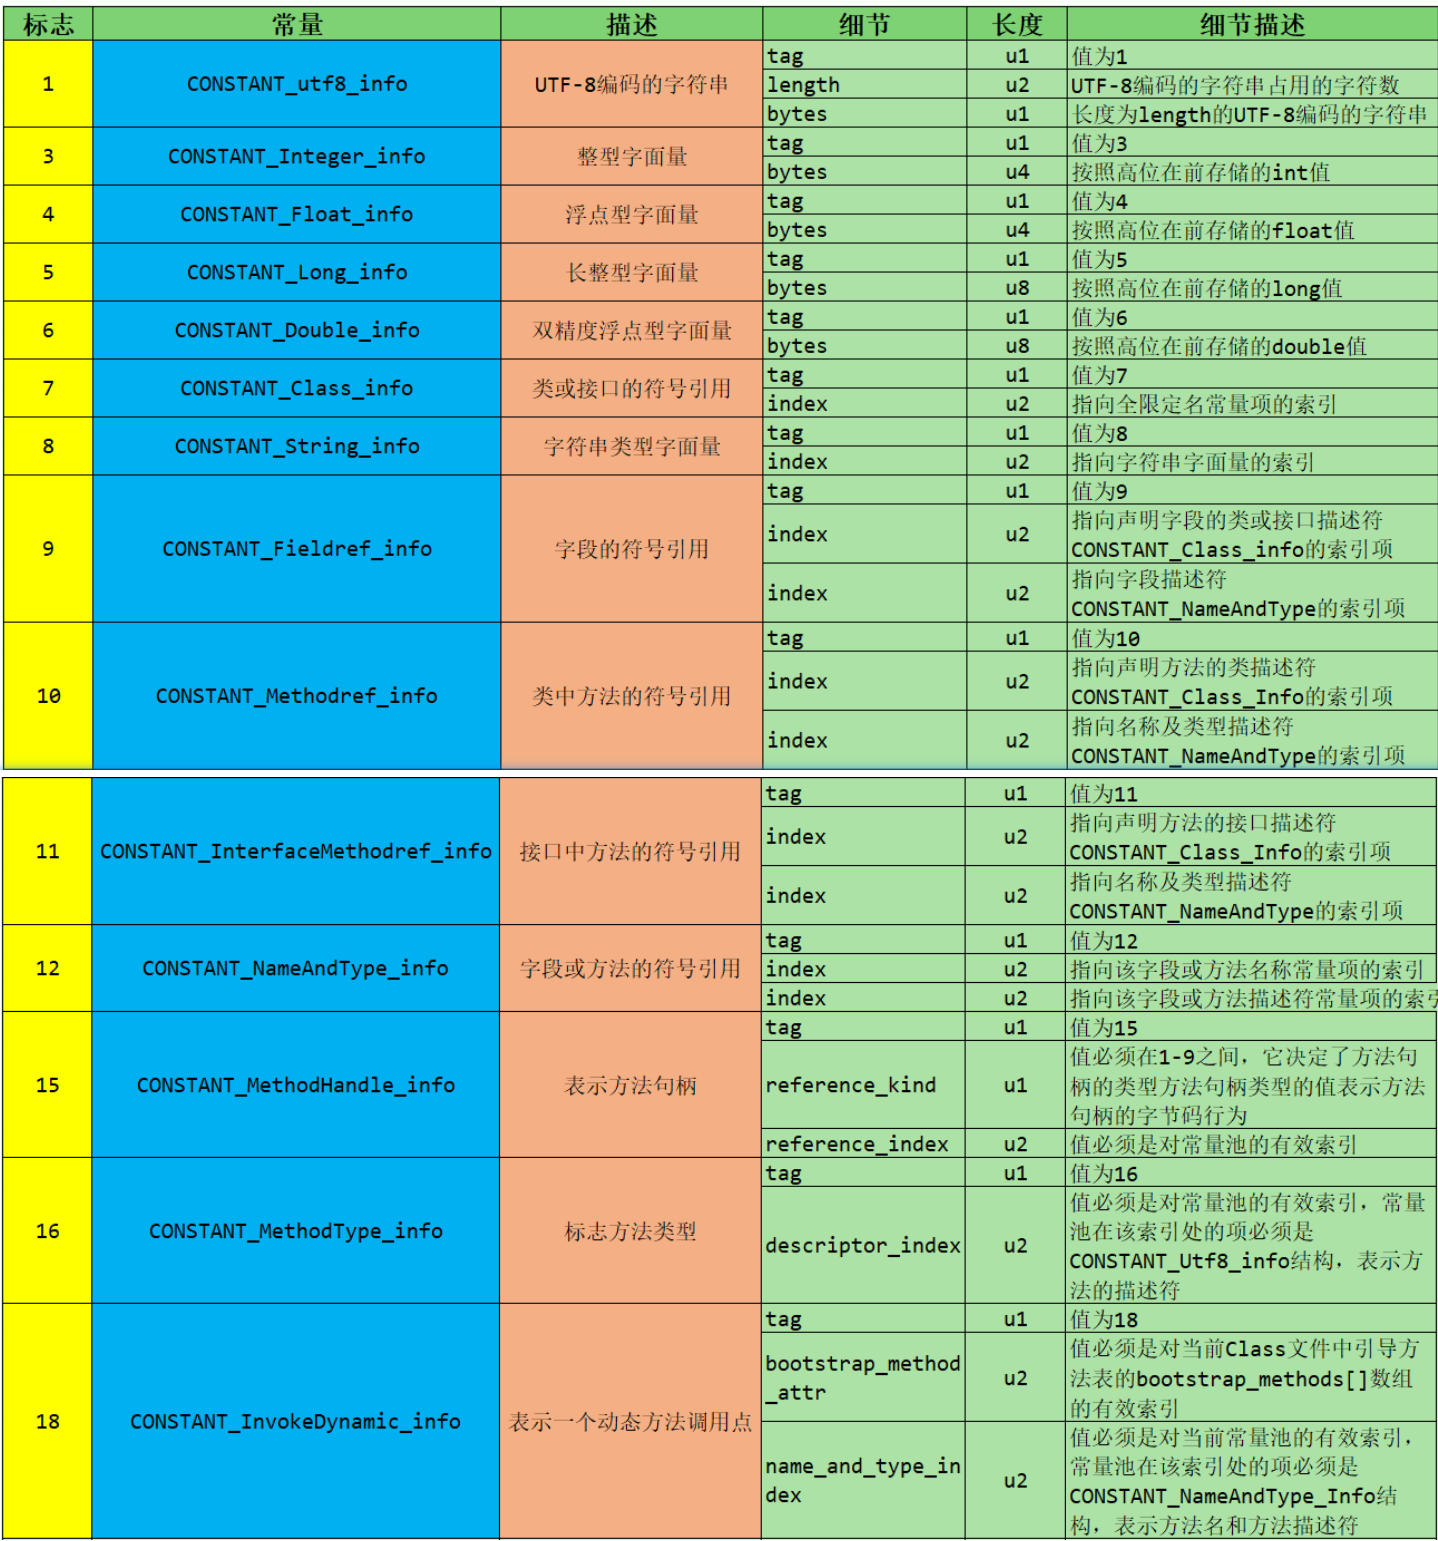 标志 常量 描述 细节 长度 细节描述
1 CONSTANT_utf8_info UTF-8编码的字符串
tag u1 值为1
length u2 UTF-8编码的字符串占用的字符数
bytes u1 长度为length的UTF-8编码的字符串
3 CONSTANT_Integer_info 整型字面量
tag u1 值为3
bytes u4 按照高位在前存储的int值
4 CONSTANT_Float_info 浮点型字面量
tag u1 值为4
bytes u4 按照高位在前存储的float值
5 CONSTANT_Long_info 长整型字面量
tag u1 值为5
bytes u8 按照高位在前存储的long值
6 CONSTANT_Double_info 双精度浮点型字面量
tag u1 值为6
bytes u8 按照高位在前存储的double值
7 CONSTANT_Class_info 类或接口的符号引用
tag u1 值为7
index u2 指向全限定名常量项的索引
8 CONSTANT_String_info 字符串类型字面量
tag u1 值为8
index u2 指向字符串字面量的索引
9 CONSTANT_Fieldref_info 字段的符号引用
tag u1 值为9
index u2 指向声明字段的类或接口描述符
CONSTANT_Class_info的索引项
index u2 指向字段描述符
CONSTANT_NameAndType的索引项
10 CONSTANT_Methodref_info 类中方法的符号引用
tag u1 值为10
index u2 指向声明方法的类描述符
CONSTANT_Class_Info的索引项
index u2 指向名称及类型描述符
CONSTANT_NameAndType的索引项
11 CONSTANT_InterfaceMethodref_info 接口中方法的符号引用
tag u1 值为11
index u2 指向声明方法的接口描述符
CONSTANT_Class_Info的索引项
index u2 指向名称及类型描述符
CONSTANT_NameAndType的索引项
12 CONSTANT_NameAndType_info 字段或方法的符号引用
tag u1 值为12
index u2 指向该字段或方法名称常量项的索引
index u2 指向该字段或方法描述符常量项的索引
15 CONSTANT_MethodHandle_info 表示方法句柄
tag u1 值为15
reference_kind u1 值必须在1-9之间，它决定了方法句
柄的类型方法句柄类型的值表示方法
句柄的字节码行为
reference_index u2 值必须是对常量池的有效索引
16 CONSTANT_MethodType_info 标志方法类型
tag u1 值为16
descriptor_index u2 值必须是对常量池的有效索引，常量
池在该索引处的项必须是
CONSTANT_Utf8_info结构，表示方
法的描述符
18 CONSTANT_InvokeDynamic_info 表示一个动态方法调用点
tag u1 值为18
bootstrap_method
_attr u2 值必须是对当前Class文件中引导方
法表的bootstrap_methods[]数组
的有效索引
name_and_type_in
dex u2 值必须是对当前常量池的有效索引，
常量池在该索引处的项必须是
CONSTANT_NameAndType_Info结
构，表示方法名和方法描述符